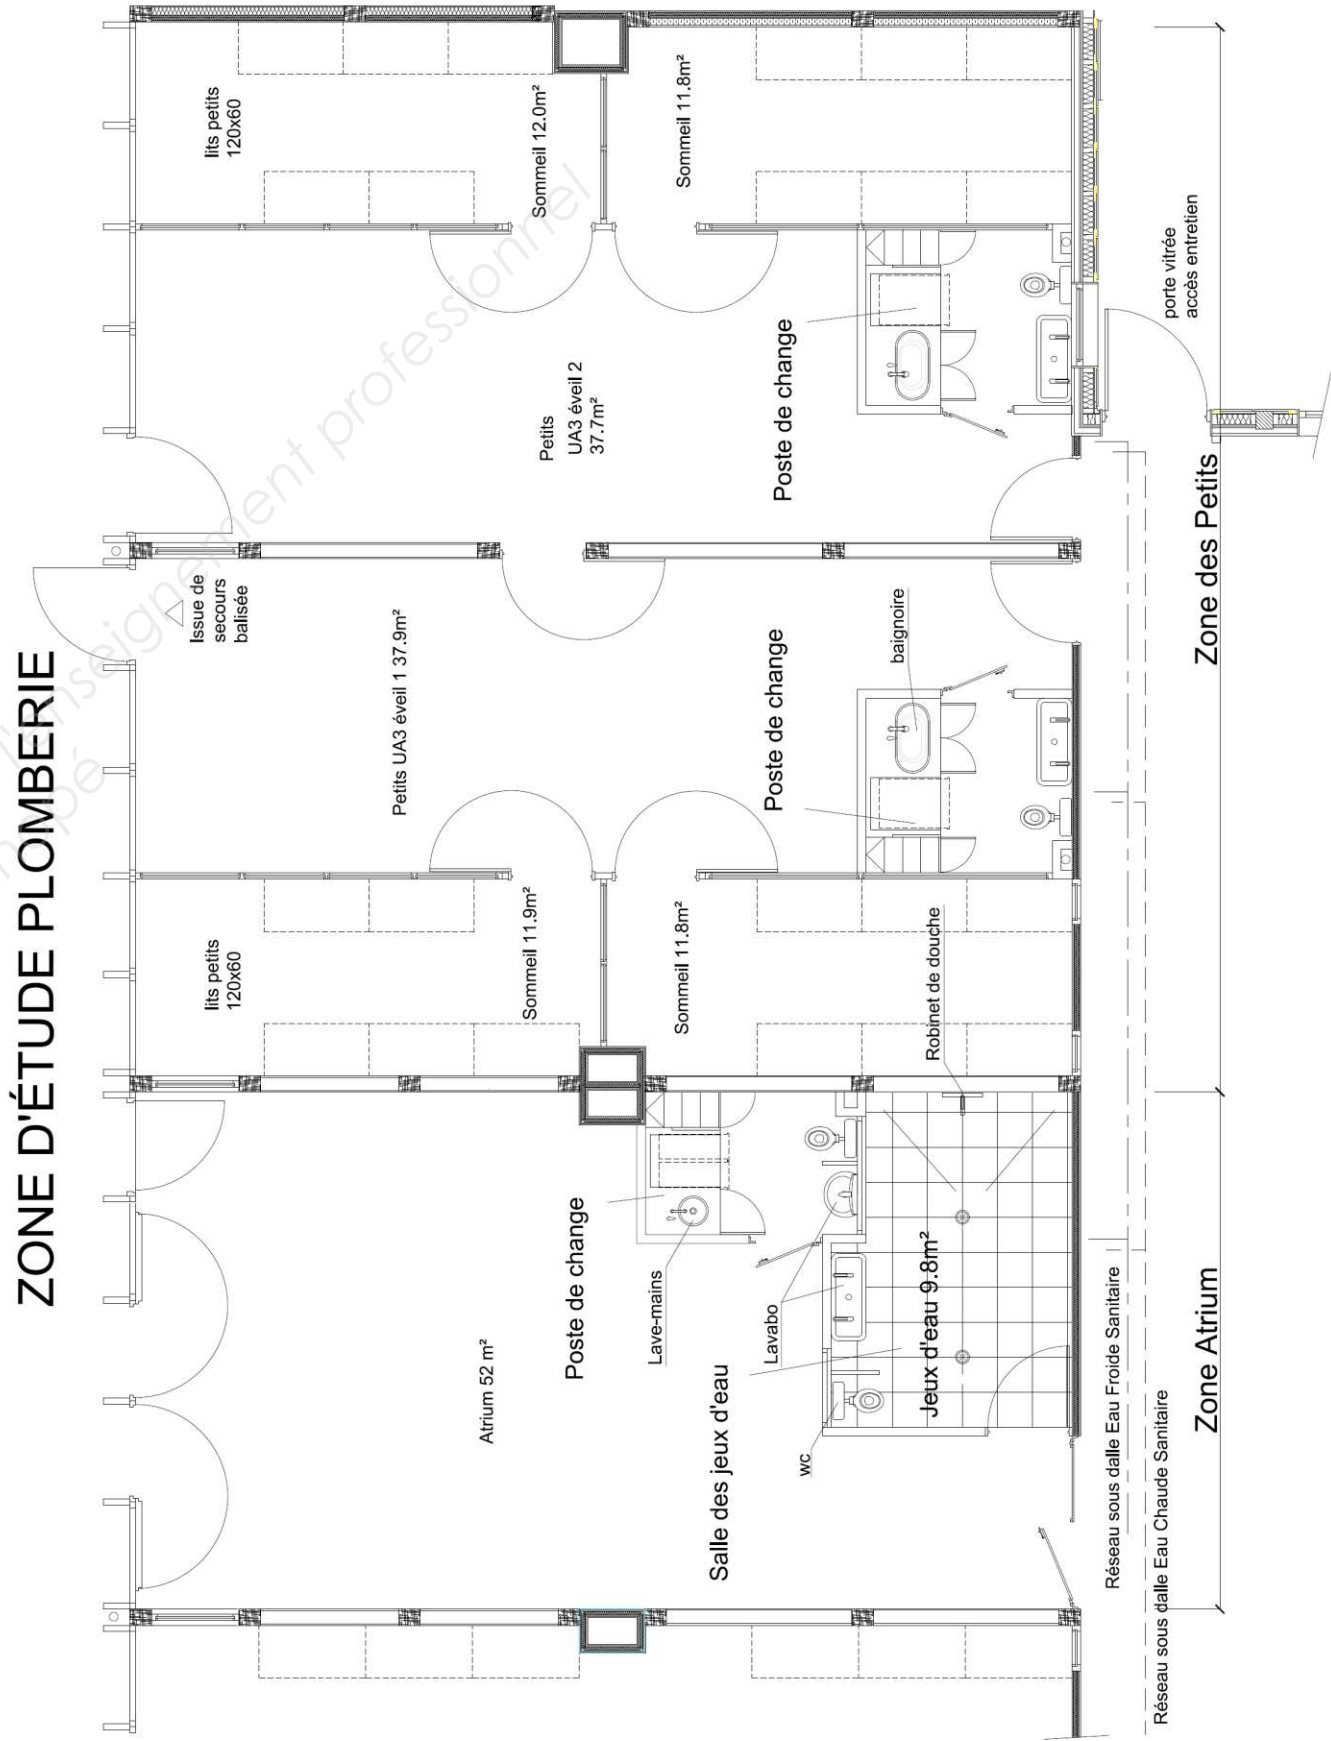 ZONE D'ÉTUDE PLOMBERIE
l'enseignement professionnel
Issue de
secours
balisée
lits petits
120x60
lits petits
120x60
Petits UA3 éveil 1 37.9m²
Petits
UA3 éveil 2
37.7m²
Atrium 52 m²
Sommeil 11.9m²
Sommeil 12.0m²
Poste de change
Lave-mains
Sommeil 11.8m²
Sommeil 11.8m²
Salle des jeux d'eau
Lavabo
Poste de change
Poste de change
wc
baignoire
Jeux d'eau 9.8m²
Robinet de douche
Réseau sous dalle Eau Froide Sanitaire
Réseau sous dalle Eau Chaude Sanitaire
porte vitrée
accès entretien
Zone Atrium
Zone des Petits